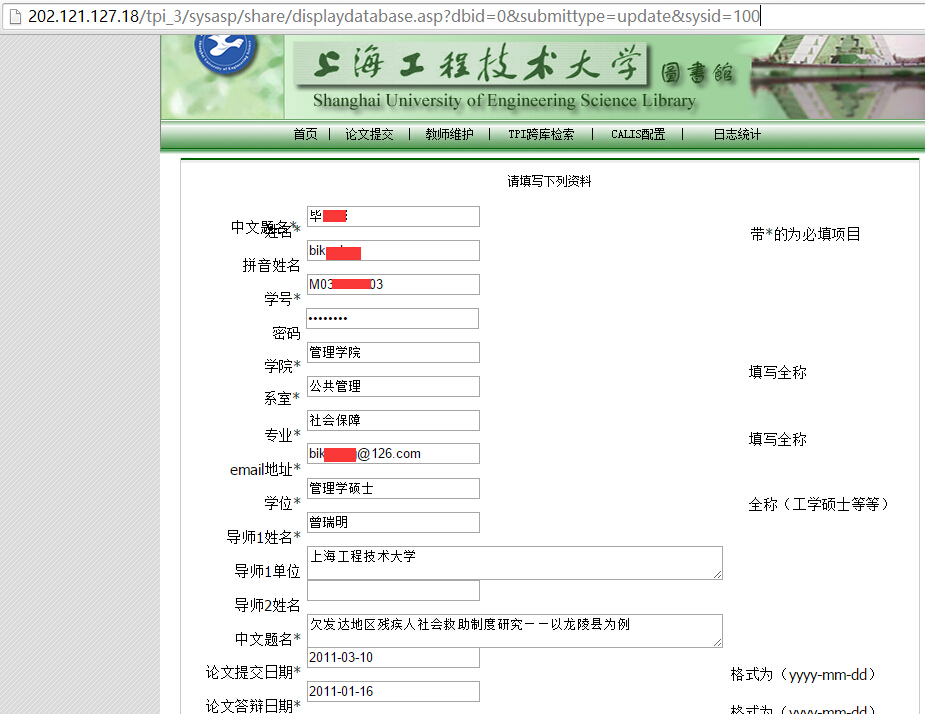 202.121.127.18/tpi_3/sysasp/share/displaydatabase.asp?dbid=0&submittype=update&sysid=100
上海工程技术大学 圖書館
Shanghai University of Engineering Science Library
首页 | 论文提交 | 教师维护 | TPI跨库检索 | CALIS配置 | 日志统计
请填写下列资料
毕
中文题名*
姓名*
带*的为必填项目
bik
拼音姓名
M03 03
学号*
••••••••
密码
管理学院
学院*
填写全称
公共管理
系室*
社会保障
专业*
填写全称
bik @126.com
email地址*
管理学硕士
学位*
全称（工学硕士等等）
曾瑞明
导师1姓名*
上海工程技术大学
导师1单位
导师2姓名
欠发达地区残疾人社会救助制度研究－－以龙陵县为例
中文题名*
2011-03-10
论文提交日期*
格式为（yyyy-mm-dd）
2011-01-16
论文答辩日期*
格式为（yyyy-mm-dd）